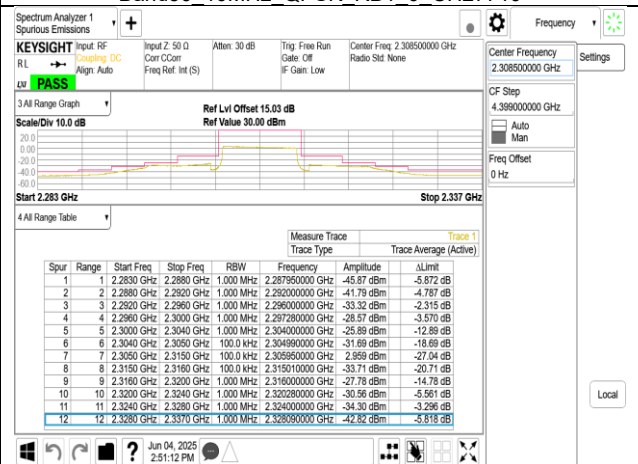 Spectrum Analyzer 1
Spurious Emissions
Frequency
KEYSIGHT Input: RF Input Z: 50 Ω Atten: 30 dB Trig: Free Run Center Freq: 2.308500000 GHz
RL Coupling: DC Corr CCorr Gate: Off Radio Std: None
Align: Auto Freq Ref: Int (S) IF Gain: Low
LXI PASS
Center Frequency
2.308500000 GHz
Settings
CF Step
4.399000000 GHz
Auto
Man
Freq Offset
0 Hz
3 All Range Graph
Ref Lvl Offset 15.03 dB
Scale/Div 10.0 dB Ref Value 30.00 dBm
20.0
0.00
-20.0
-40.0
-60.0
Start 2.283 GHz Stop 2.337 GHz
4 All Range Table
Measure Trace Trace 1
Trace Type Trace Average (Active)
Spur Range Start Freq Stop Freq RBW Frequency Amplitude ΔLimit
1 1 2.2830 GHz 2.2880 GHz 1.000 MHz 2.287950000 GHz -45.87 dBm -5.872 dB
2 2 2.2880 GHz 2.2920 GHz 1.000 MHz 2.292000000 GHz -41.79 dBm -4.787 dB
3 3 2.2920 GHz 2.2960 GHz 1.000 MHz 2.296000000 GHz -33.32 dBm -2.315 dB
4 4 2.2960 GHz 2.3000 GHz 1.000 MHz 2.297280000 GHz -28.57 dBm -3.570 dB
5 5 2.3000 GHz 2.3040 GHz 1.000 MHz 2.304000000 GHz -25.89 dBm -12.89 dB
6 6 2.3040 GHz 2.3050 GHz 100.0 kHz 2.304990000 GHz -31.69 dBm -18.69 dB
7 7 2.3050 GHz 2.3150 GHz 100.0 kHz 2.305950000 GHz 2.959 dBm -27.04 dB
8 8 2.3150 GHz 2.3160 GHz 100.0 kHz 2.315010000 GHz -33.71 dBm -20.71 dB
9 9 2.3160 GHz 2.3200 GHz 1.000 MHz 2.316000000 GHz -27.78 dBm -14.78 dB
10 10 2.3200 GHz 2.3240 GHz 1.000 MHz 2.320280000 GHz -30.56 dBm -5.561 dB
11 11 2.3240 GHz 2.3280 GHz 1.000 MHz 2.324000000 GHz -34.30 dBm -3.296 dB
12 12 2.3280 GHz 2.3370 GHz 1.000 MHz 2.328090000 GHz -42.82 dBm -5.818 dB
Local
Jun 04, 2025
2:51:12 PM